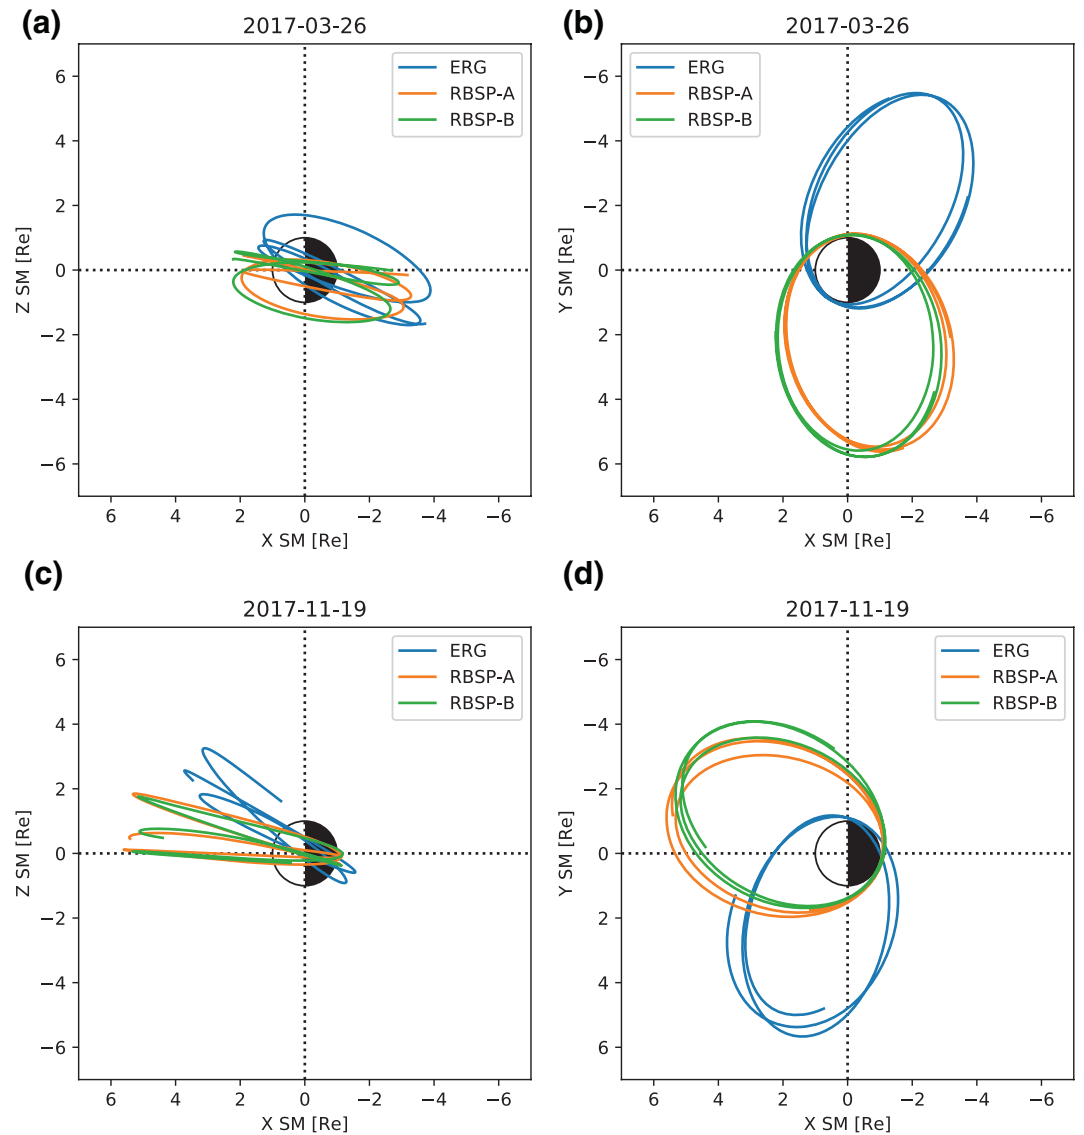 (a)
2017-03-26
ERG
RBSP-A
RBSP-B
6
4
2
0
−2
−4
−6
Z SM [Re]
6 4 2 0 −2 −4 −6
X SM [Re]
(b)
2017-03-26
ERG
RBSP-A
RBSP-B
−6
−4
−2
0
2
4
6
Y SM [Re]
6 4 2 0 −2 −4 −6
X SM [Re]
(c)
2017-11-19
ERG
RBSP-A
RBSP-B
6
4
2
0
−2
−4
−6
Z SM [Re]
6 4 2 0 −2 −4 −6
X SM [Re]
(d)
2017-11-19
ERG
RBSP-A
RBSP-B
−6
−4
−2
0
2
4
6
Y SM [Re]
6 4 2 0 −2 −4 −6
X SM [Re]